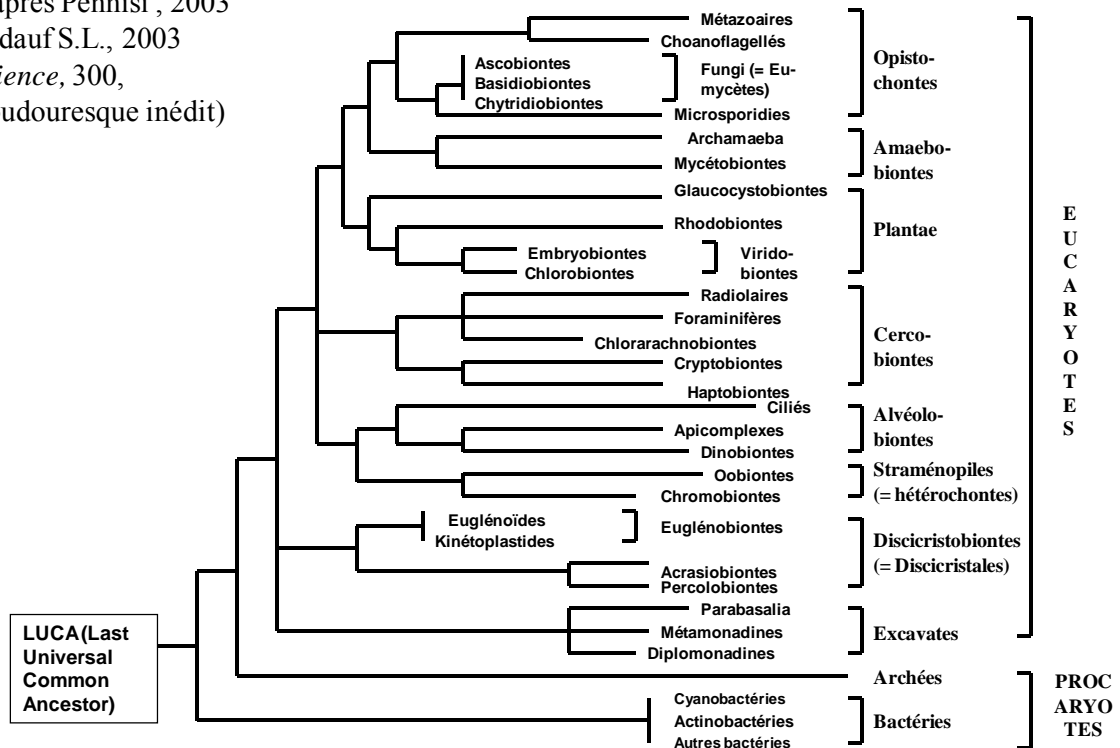 après Pennisi , 2003
dauf S.L., 2003
ience, 300,
oudouresque inédit)
Métazoaires
Choanoflagellés
Ascobiontes
Basidiobiontes
Chytridiobiontes
Fungi (= Eu-
mycètes)
Microsporidies
Opisto-
chontes
Archamaeba
Mycétobiontes
Amaebo-
biontes
Glaucocystobiontes
Rhodobiontes
Embryobiontes
Chlorobiontes
Virido-
biontes
Plantae
Radiolaires
Foraminifères
Chlorarachnobiontes
Cryptobiontes
Haptobiontes
Cerco-
biontes
Ciliés
Apicomplexes
Dinobiontes
Alvéolo-
biontes
Oobiontes
Chromobiontes
Straménopiles
(= hétérochontes)
Euglénoïdes
Kinétoplastides
Euglénobiontes
Acrasiobiontes
Percolobiontes
Discicristobiontes
(= Discicristales)
Parabasalia
Métamonadines
Diplomonadines
Excavates
E
U
C
A
R
Y
O
T
E
S
LUCA(Last
Universal
Common
Ancestor)
Archées
Cyanobactéries
Actinobactéries
Autres bactéries
Bactéries
PROC
ARYO
TES